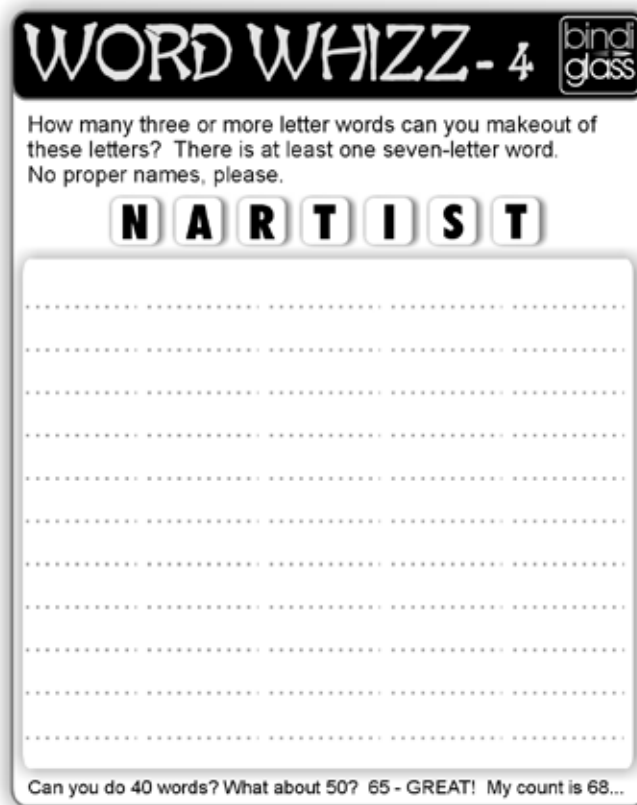 WORD WHIZZ - 4
bindi
glass
How many three or more letter words can you makeout of
these letters? There is at least one seven-letter word.
No proper names, please.
N A R T I S T
Can you do 40 words? What about 50? 65 - GREAT! My count is 68...